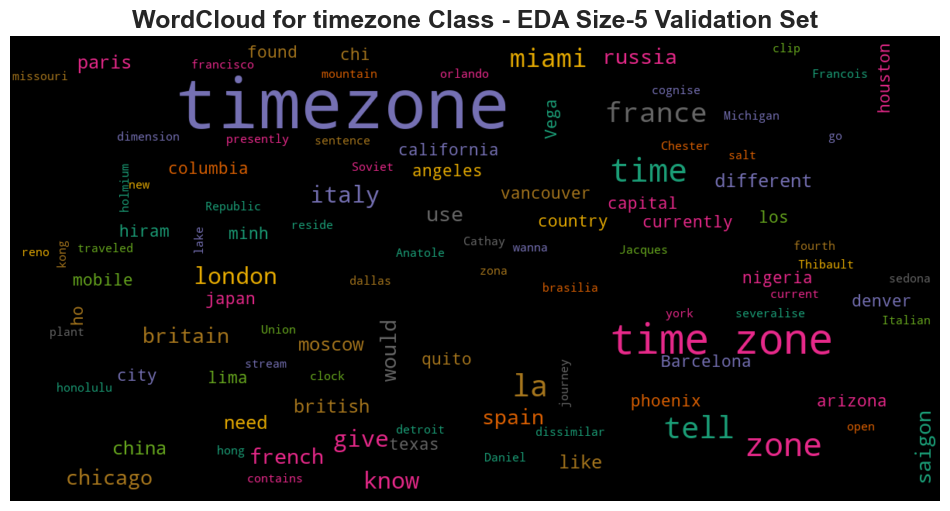 WordCloud for timezone Class - EDA Size-5 Validation Set
missouri paris francisco found mountain chi orlando miami russia clip Francois houston
timezone cognise Vega france Michigan
dimension presently sentence california Chester go
columbia Soviet angeles time salt different
holmium new italy vancouver capital
Republic use country currently los
hiram lake minh reside Cathay wanna Jacques fourth
reno kong traveled Anatole Thibault
mobile london dallas zona nigeria sedona
japan brasilia current denver
ho york severalise Italian
plant britain Union would time zone
moscow quito Barcelona
stream journey
honolulu city lima clock la
british phoenix arizona
need spain tell open saigon
detroit dissimilar
china hong french give texas zone
Daniel like
chicago contains know